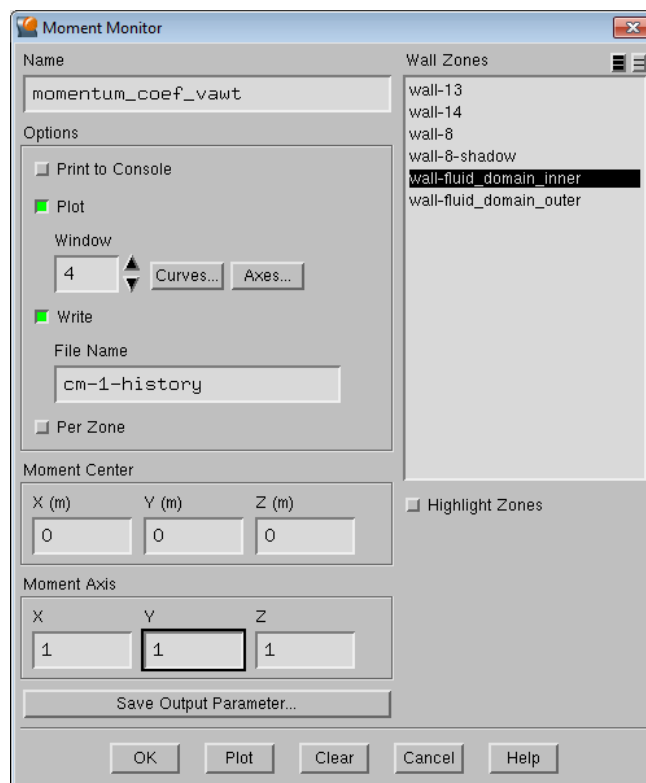 Moment Monitor
Name
momentum_coef_vawt
Options
Print to Console
Plot
Window
4 Curves... Axes...
Write
File Name
cm-1-history
Per Zone
Moment Center
X (m) Y (m) Z (m)
0 0 0
Moment Axis
X Y Z
1 1 1
Save Output Parameter...
Wall Zones
wall-13
wall-14
wall-8
wall-8-shadow
wall-fluid_domain_inner
wall-fluid_domain_outer
Highlight Zones
OK Plot Clear Cancel Help